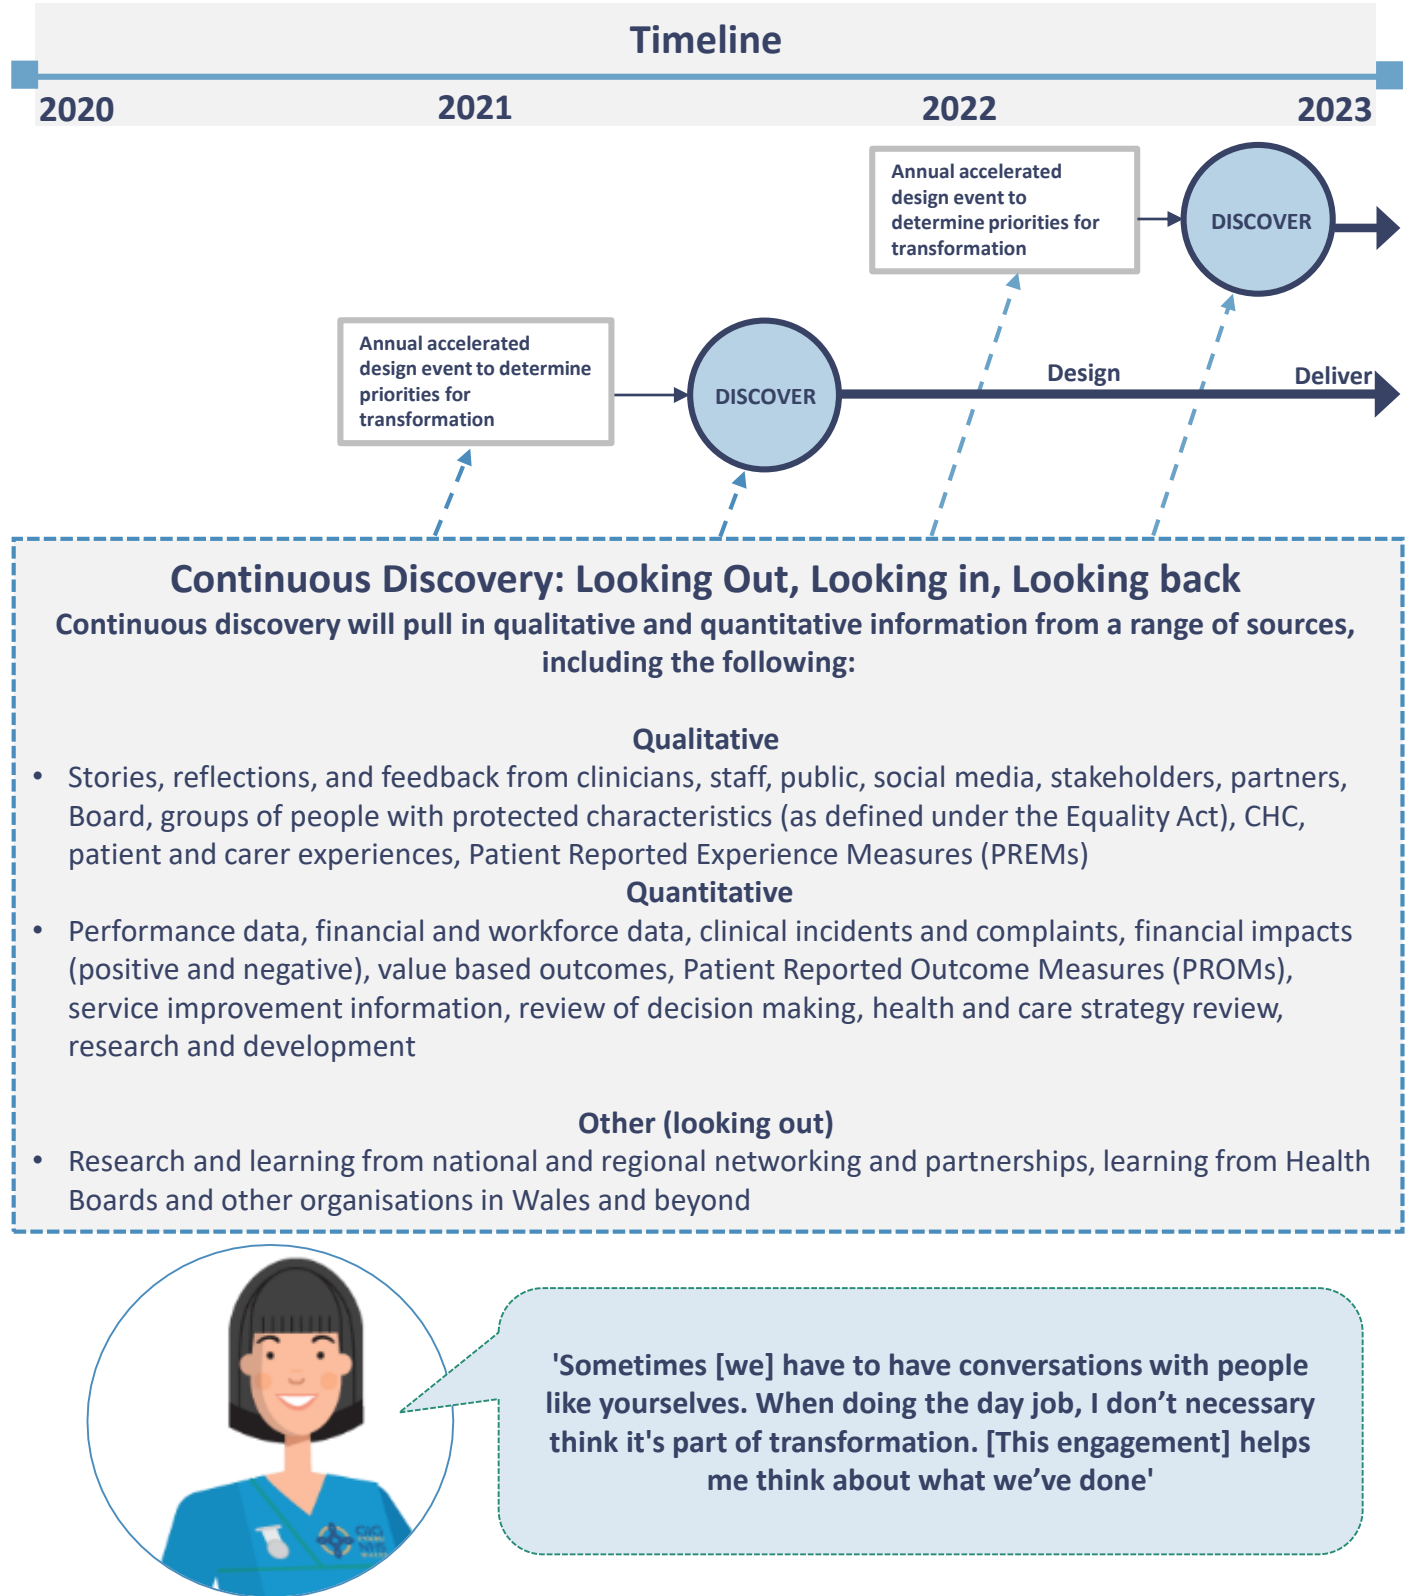 Timeline
2020
2021
2022
2023
Annual accelerated
design event to
determine priorities for
transformation
DISCOVER
Annual accelerated
design event to determine
priorities for
transformation
DISCOVER
Design
Deliver
Continuous Discovery: Looking Out, Looking in, Looking back
Continuous discovery will pull in qualitative and quantitative information from a range of sources,
including the following:
Qualitative
• Stories, reflections, and feedback from clinicians, staff, public, social media, stakeholders, partners,
Board, groups of people with protected characteristics (as defined under the Equality Act), CHC,
patient and carer experiences, Patient Reported Experience Measures (PREMs)
Quantitative
• Performance data, financial and workforce data, clinical incidents and complaints, financial impacts
(positive and negative), value based outcomes, Patient Reported Outcome Measures (PROMs),
service improvement information, review of decision making, health and care strategy review,
research and development
Other (looking out)
• Research and learning from national and regional networking and partnerships, learning from Health
Boards and other organisations in Wales and beyond
'Sometimes [we] have to have conversations with people
like yourselves. When doing the day job, I don’t necessary
think it's part of transformation. [This engagement] helps
me think about what we’ve done'
NHS